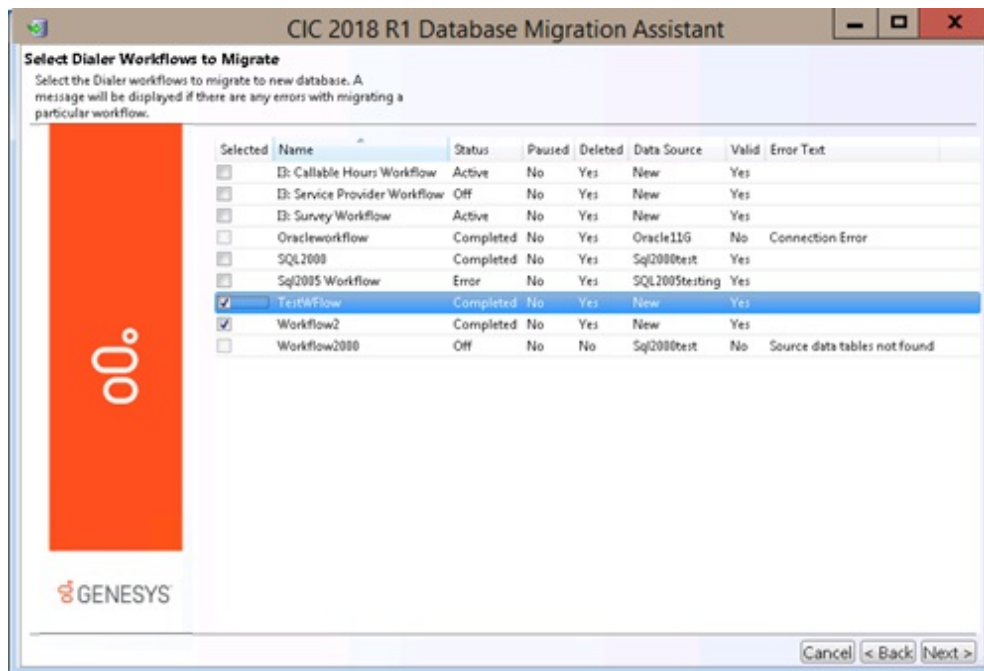 CIC 2018 R1 Database Migration Assistant
Select Dialer Workflows to Migrate
Select the Dialer workflows to migrate to new database. A
message will be displayed if there are any errors with migrating a
particular workflow.
Selected Name Status Paused Deleted Data Source Valid Error Text
I3: Callable Hours Workflow Active No Yes New Yes
I3: Service Provider Workflow Off No Yes New Yes
I3: Survey Workflow Active No Yes New Yes
Oracleworkflow Completed No Yes Oracle11G No Connection Error
SQL2000 Completed No Yes Sql2000test Yes
Sql2005 Workflow Error No Yes SQL2005testing Yes
TestWFlow Completed No Yes New Yes
Workflow2 Completed No Yes New Yes
Workflow2000 Off No No Sql2000test No Source data tables not found
GENESYS
Cancel < Back Next >